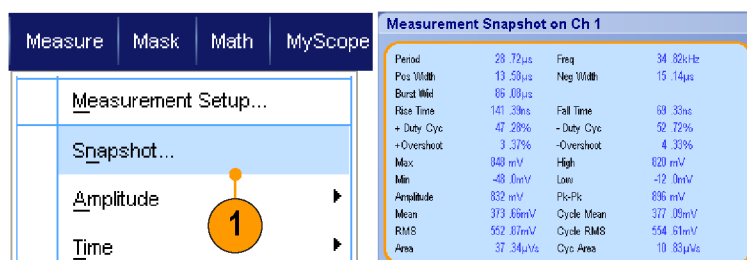 Measure Mask Math MyScope
Measurement Setup...
Snapshot...
Amplitude
1
Time
Measurement Snapshot on Ch 1
Period 28 .72µs Freq 34 .82kHz
Pos Width 13 .58µs Neg Width 15 .14µs
Burst Wid 86 .08µs
Rise Time 141 .39ns Fall Time 69 .33ns
+ Duty Cyc 47 .28% - Duty Cyc 52 .72%
+Overshoot 3 .37% -Overshoot 4 .33%
Max 848 mV High 820 mV
Min -48 .0mV Low -12 .0mV
Amplitude 832 mV Pk-Pk 896 mV
Mean 373 .66mV Cycle Mean 377 .09mV
RMS 552 .87mV Cycle RMS 554 .61mV
Area 37 .34µVs Cyc Area 10 .83µVs